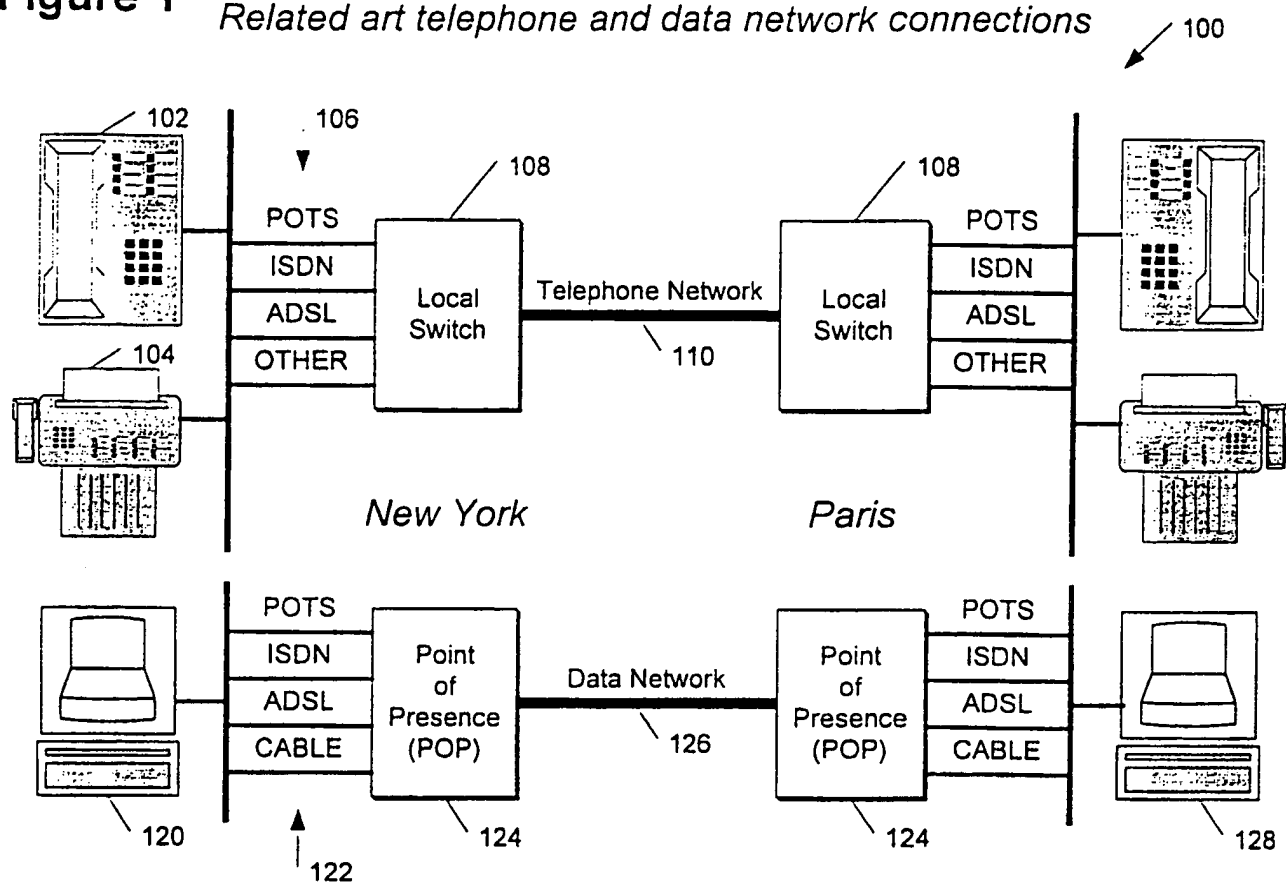 Figure 1
Related art telephone and data network connections
100
102
106
108
108
POTS
ISDN
ADSL
OTHER
Local
Switch
Telephone Network
110
Local
Switch
POTS
ISDN
ADSL
OTHER
104
New York
Paris
POTS
ISDN
ADSL
CABLE
Point
of
Presence
(POP)
Data Network
126
Point
of
Presence
(POP)
POTS
ISDN
ADSL
CABLE
120
122
124
124
128